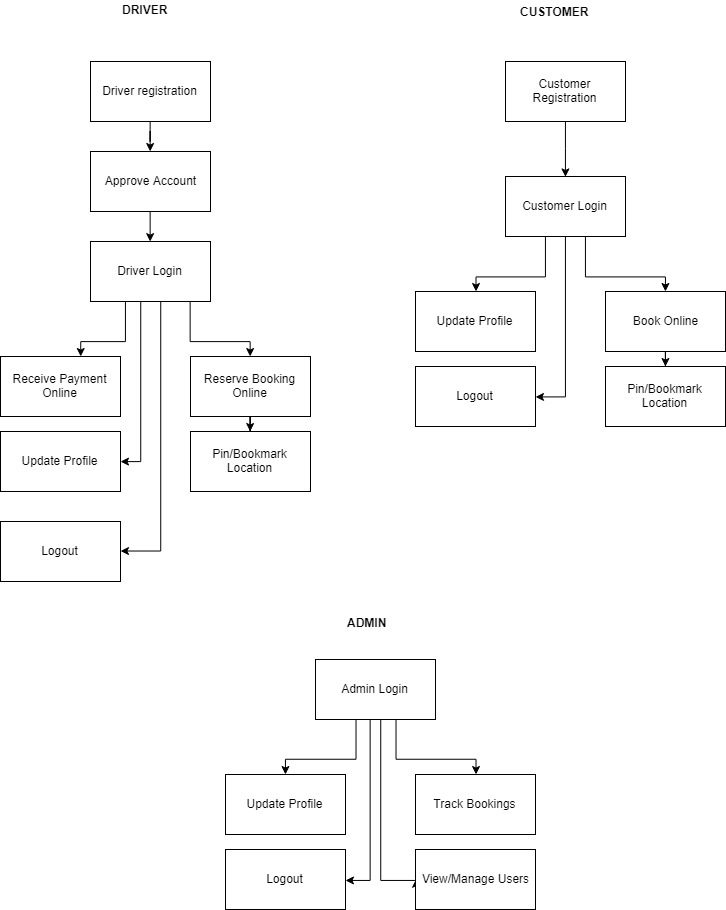 DRIVER
Driver registration
Approve Account
Driver Login
Receive Payment
Online
Reserve Booking
Online
Update Profile
Pin/Bookmark
Location
Logout
CUSTOMER
Customer
Registration
Customer Login
Update Profile
Book Online
Logout
Pin/Bookmark
Location
ADMIN
Admin Login
Update Profile
Track Bookings
Logout
View/Manage Users